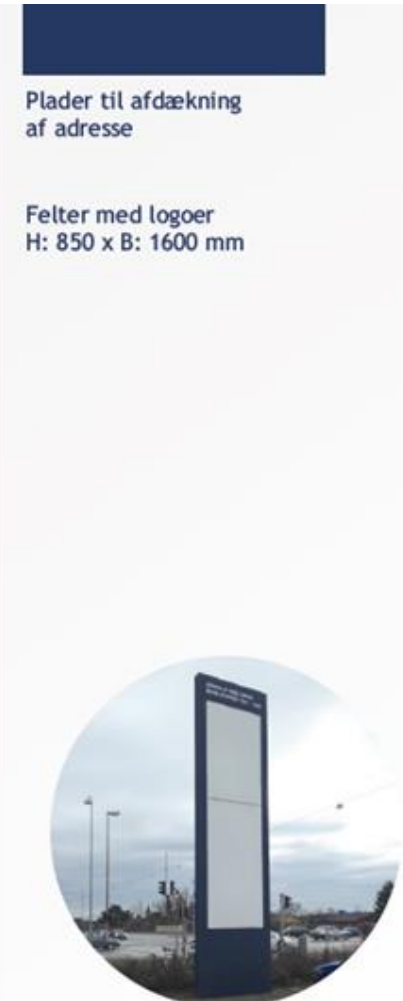 Plader til afdækning
af adresse
Felter med logoer
H: 850 x B: 1600 mm